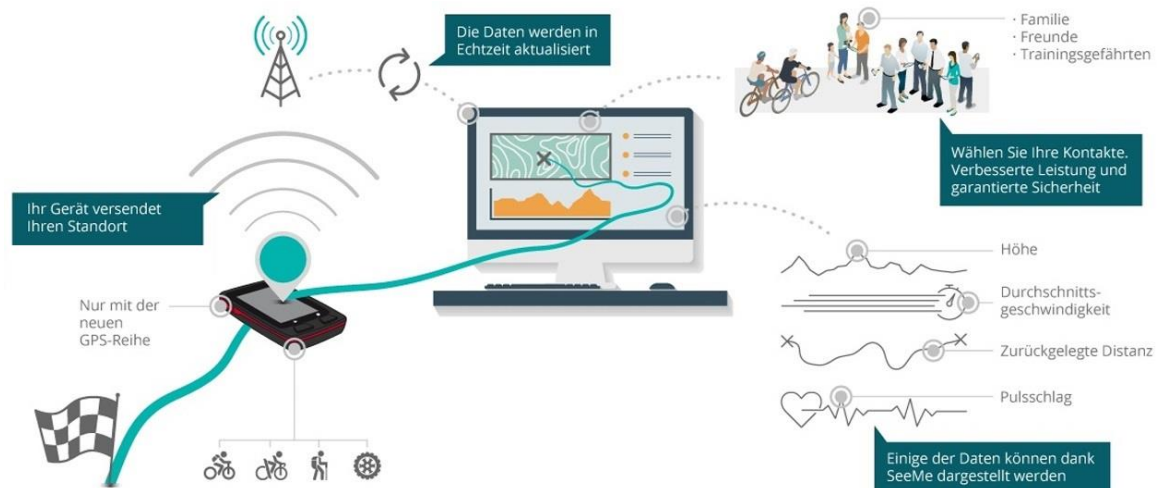 Die Daten werden in
Echtzeit aktualisiert
· Familie
· Freunde
· Trainingsgefährten
Wählen Sie Ihre Kontakte.
Verbesserte Leistung und
garantierte Sicherheit
Ihr Gerät versendet
Ihren Standort
Nur mit der
neuen
GPS-Reihe
Höhe
Durchschnitts-
geschwindigkeit
Zurückgelegte Distanz
Pulsschlag
Einige der Daten können dank
SeeMe dargestellt werden